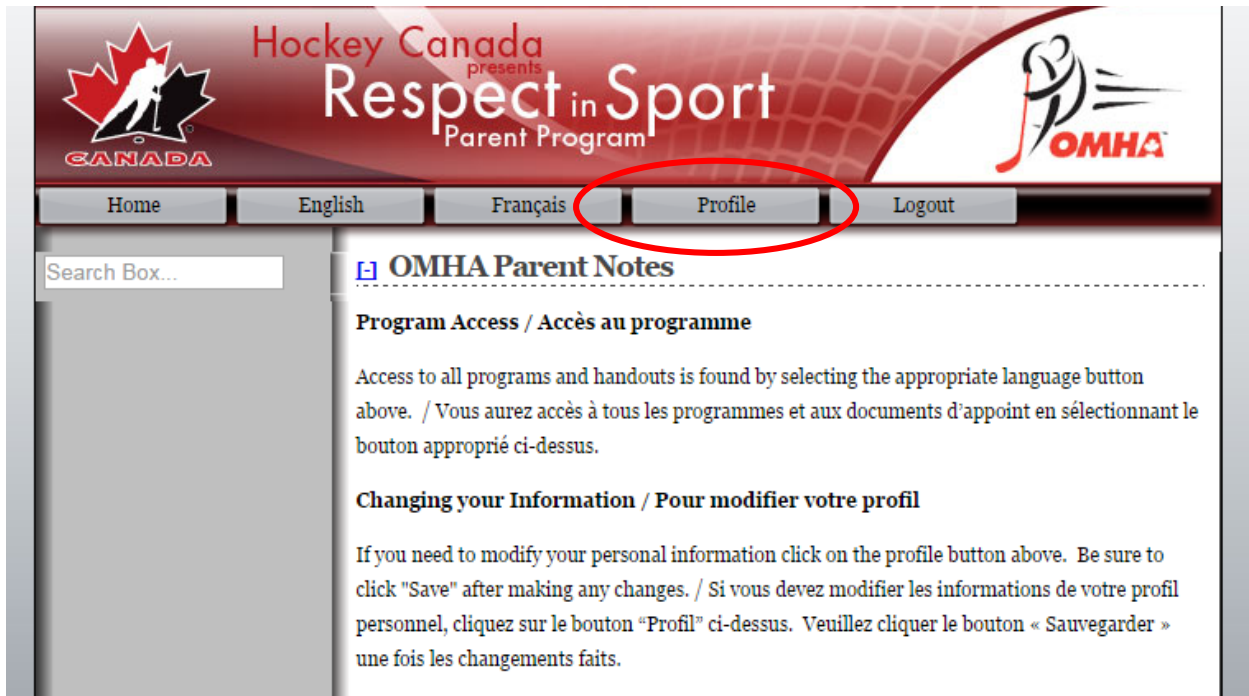 Hockey Canada
presents
Respect in Sport
Parent Program
CANADA
OMHA
Home English Français Profile Logout
Search Box...
[-] OMHA Parent Notes
Program Access / Accès au programme
Access to all programs and handouts is found by selecting the appropriate language button
above. / Vous aurez accès à tous les programmes et aux documents d’appoint en sélectionnant le
bouton approprié ci-dessus.
Changing your Information / Pour modifier votre profil
If you need to modify your personal information click on the profile button above. Be sure to
click "Save" after making any changes. / Si vous devez modifier les informations de votre profil
personnel, cliquez sur le bouton “Profil” ci-dessus. Veuillez cliquer le bouton « Sauvegarder »
une fois les changements faits.